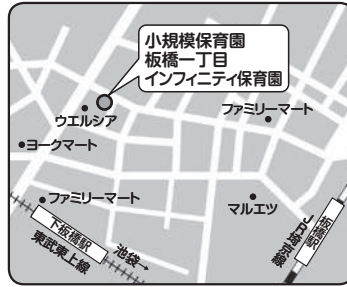 小規模保育園
板橋一丁目
インフィニティ保育園
ウエルシア
ファミリーマート
ヨークマート
ファミリーマート
マルエツ
下板橋駅
東武東上線
池袋→
板橋駅
JR埼京線